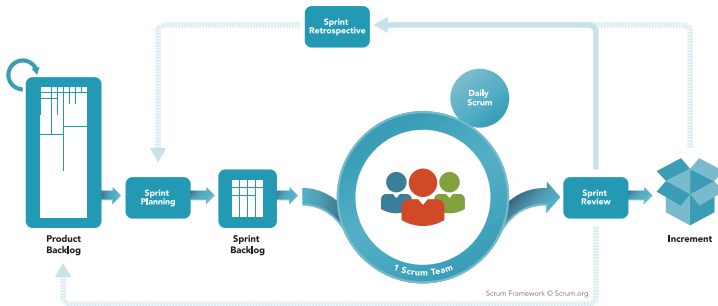 Sprint
Retrospective
Daily
Scrum
Sprint
Planning
Sprint
Review
Product
Backlog
Sprint
Backlog
1 Scrum Team
Increment
Scrum Framework © Scrum.org